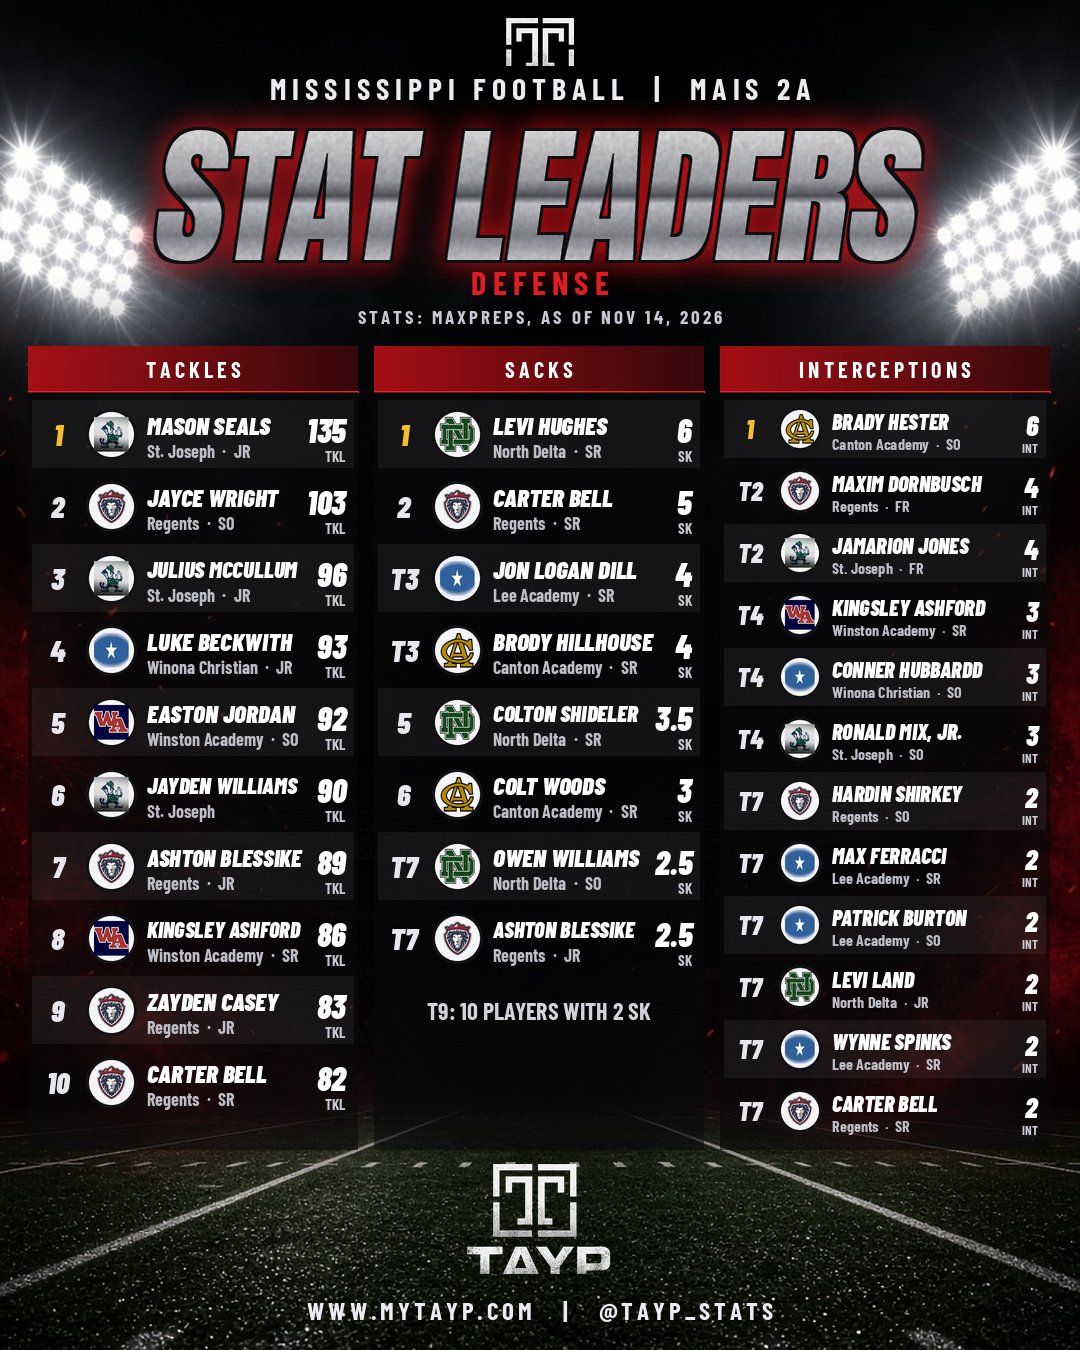 MISSISSIPPI FOOTBALL | MAIS 2A
STAT LEADERS
DEFENSE
STATS: MAXPREPS, AS OF NOV 14, 2026
TACKLES
1 MASON SEALS 135
St. Joseph · JR TKL
2 JAYCE WRIGHT 103
Regents · SO TKL
3 JULIUS MCCULLUM 96
St. Joseph · JR TKL
4 LUKE BECKWITH 93
Winona Christian · JR TKL
5 EASTON JORDAN 92
Winston Academy · SO TKL
6 JAYDEN WILLIAMS 90
St. Joseph TKL
7 ASHTON BLESSIKE 89
Regents · JR TKL
8 KINGSLEY ASHFORD 86
Winston Academy · SR TKL
9 ZAYDEN CASEY 83
Regents · JR TKL
10 CARTER BELL 82
Regents · SR TKL
SACKS
1 LEVI HUGHES 6
North Delta · SR SK
2 CARTER BELL 5
Regents · SR SK
T3 JON LOGAN DILL 4
Lee Academy · SR SK
T3 BRODY HILLHOUSE 4
Canton Academy · SR SK
5 COLTON SHIDELER 3.5
North Delta · SR SK
6 COLT WOODS 3
Canton Academy · SR SK
T7 OWEN WILLIAMS 2.5
North Delta · SO SK
T7 ASHTON BLESSIKE 2.5
Regents · JR SK
T9: 10 PLAYERS WITH 2 SK
INTERCEPTIONS
1 BRADY HESTER 6
Canton Academy · SO INT
T2 MAXIM DORNBUSCH 4
Regents · FR INT
T2 JAMARION JONES 4
St. Joseph · FR INT
T4 KINGSLEY ASHFORD 3
Winston Academy · SR INT
T4 CONNER HUBBARDD 3
Winona Christian · SO INT
T4 RONALD MIX, JR. 3
St. Joseph · SO INT
T7 HARDIN SHIRKEY 2
Regents · SO INT
T7 MAX FERRACCI 2
Lee Academy · SR INT
T7 PATRICK BURTON 2
Lee Academy · SO INT
T7 LEVI LAND 2
North Delta · JR INT
T7 WYNNE SPINKS 2
Lee Academy · SR INT
T7 CARTER BELL 2
Regents · SR INT
TAYP
WWW.MYTAYP.COM | @TAYP_STATS